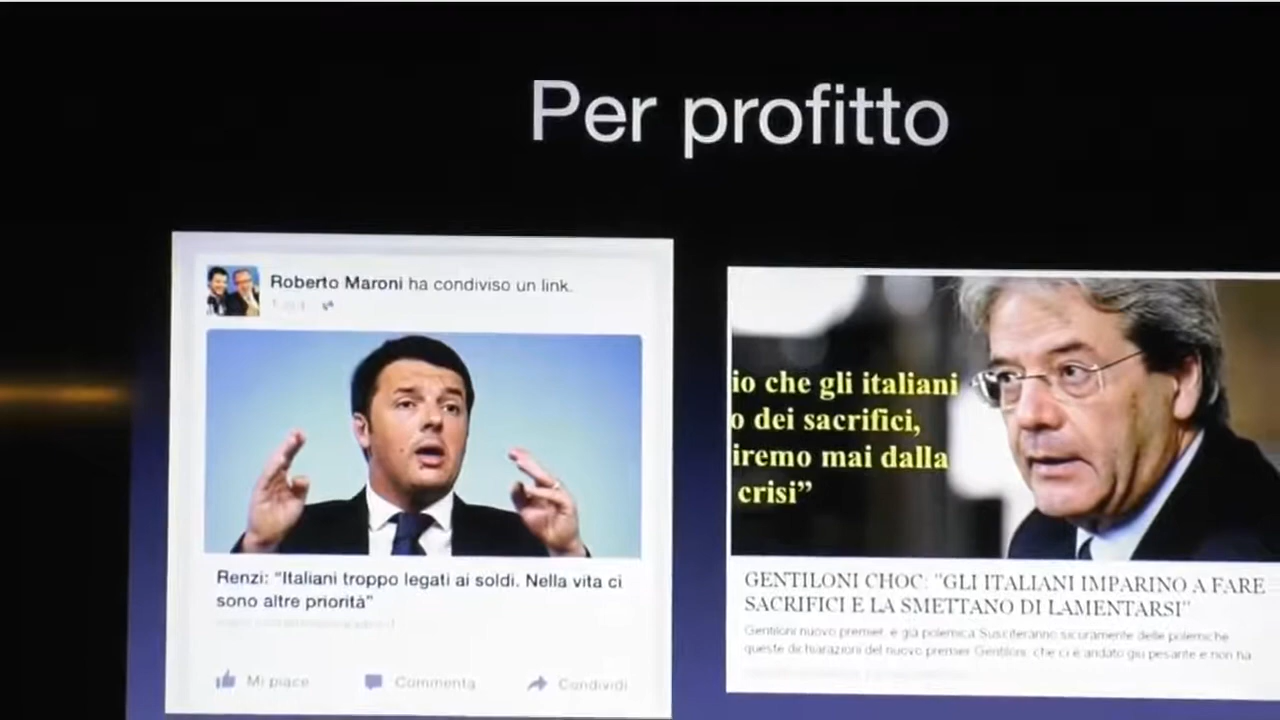 Per profitto
Roberto Maroni ha condiviso un link.
Renzi: “Italiani troppo legati ai soldi. Nella vita ci
sono altre priorità”
Mi piace
Commenta
Condividi
io che gli italiani
o dei sacrifici,
iremo mai dalla
crisi”
GENTILONI CHOC: "GLI ITALIANI IMPARINO A FARE
SACRIFICI E LA SMETTANO DI LAMENTARSI"
Gentiloni nuovo premier, è già polemica Susciteranno sicuramente delle polemiche
queste dichiarazioni del nuovo premier Gentiloni, che ci è andato giù pesante e non ha